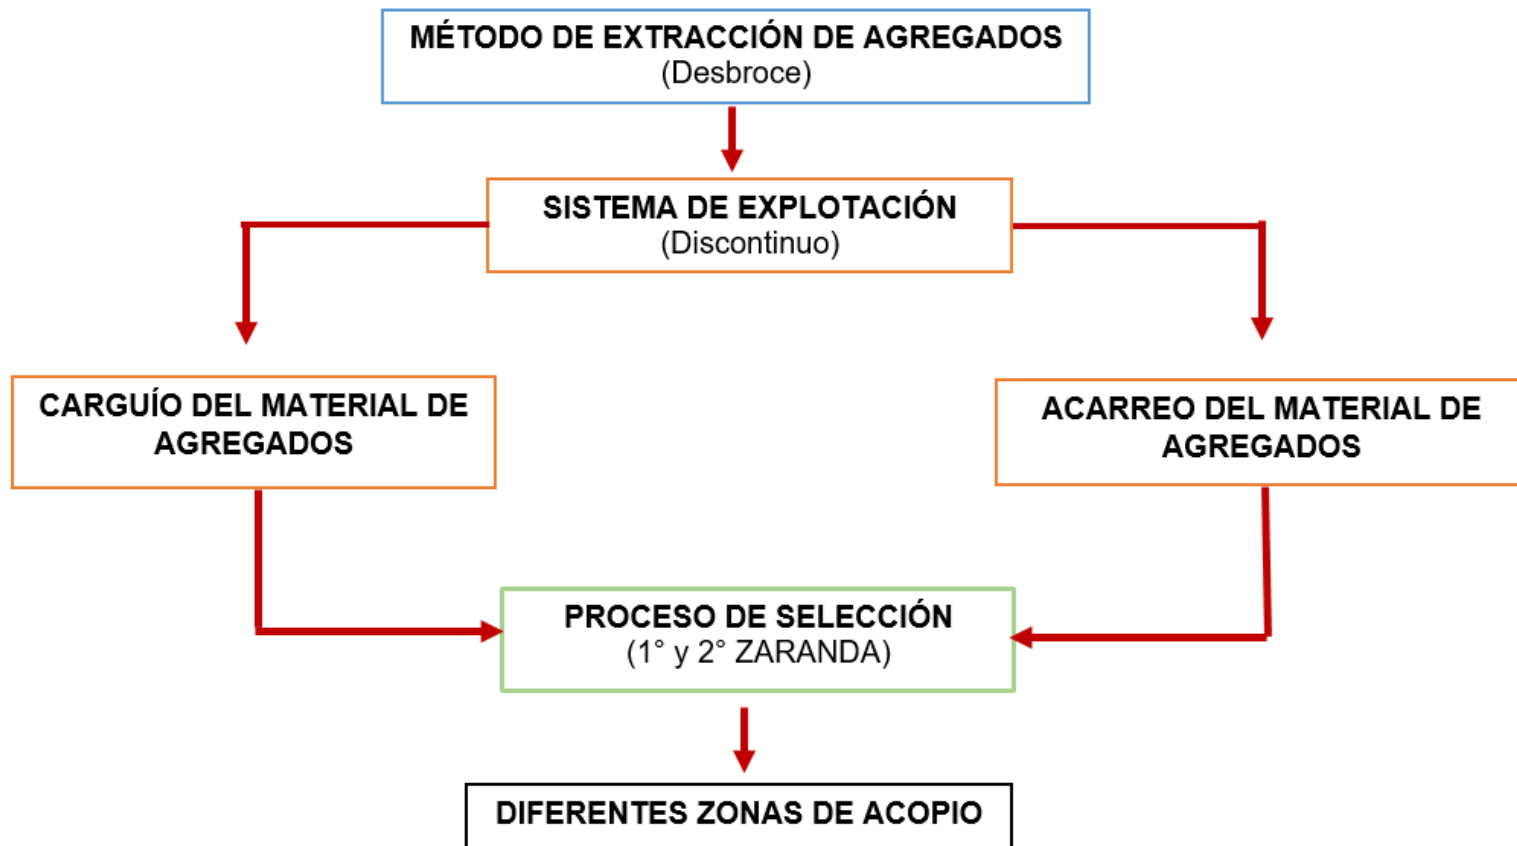 MÉTODO DE EXTRACCIÓN DE AGREGADOS
(Desbroce)
SISTEMA DE EXPLOTACIÓN
(Discontinuo)
CARGUÍO DEL MATERIAL DE
AGREGADOS
ACARREO DEL MATERIAL DE
AGREGADOS
PROCESO DE SELECCIÓN
(1° y 2° ZARANDA)
DIFERENTES ZONAS DE ACOPIO